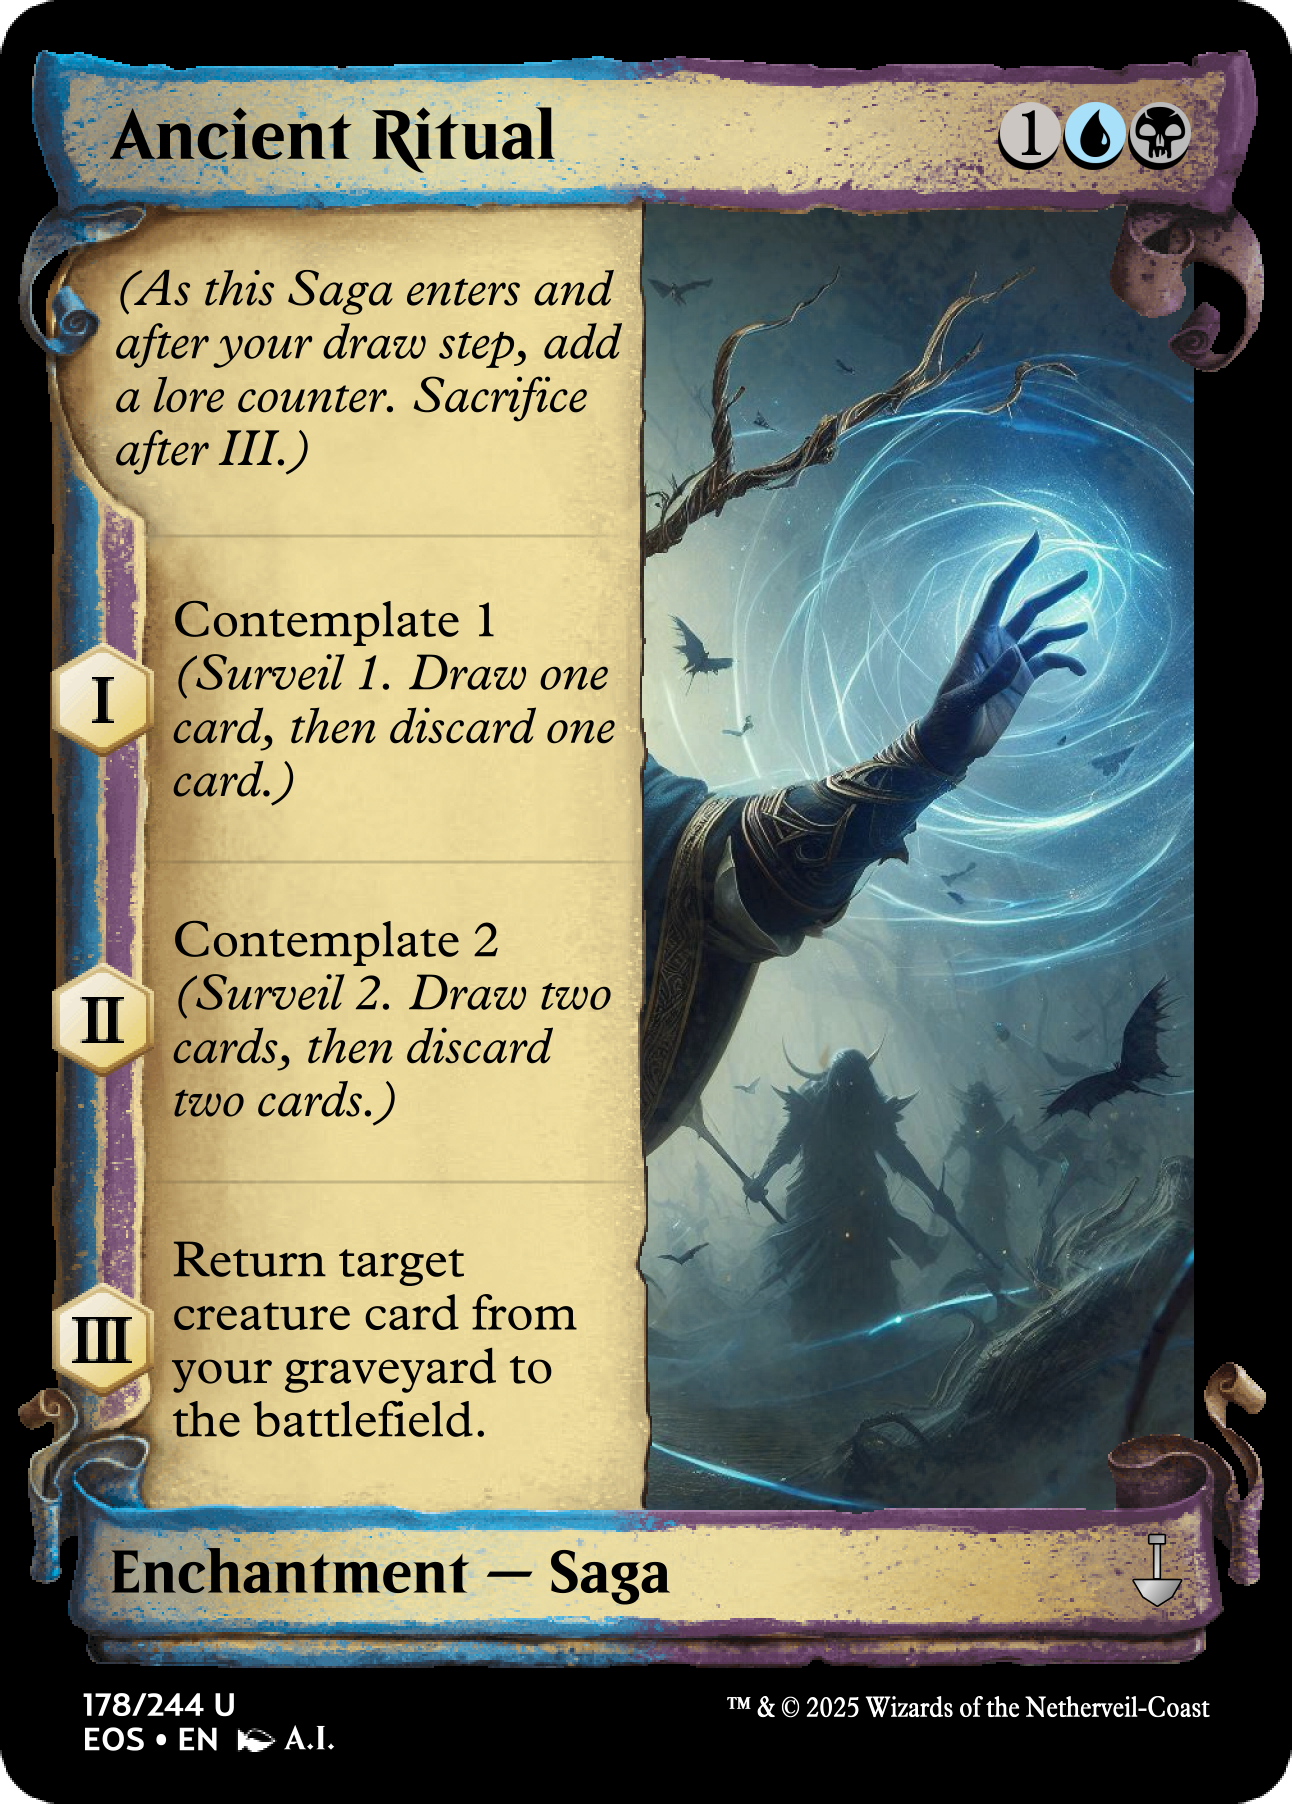 Ancient Ritual 1
(As this Saga enters and
after your draw step, add
a lore counter. Sacrifice
after III.)
I
Contemplate 1
(Surveil 1. Draw one
card, then discard one
card.)
II
Contemplate 2
(Surveil 2. Draw two
cards, then discard
two cards.)
III
Return target
creature card from
your graveyard to
the battlefield.
Enchantment — Saga
178/244 U
EOS • EN A.I.
™ & © 2025 Wizards of the Netherveil-Coast